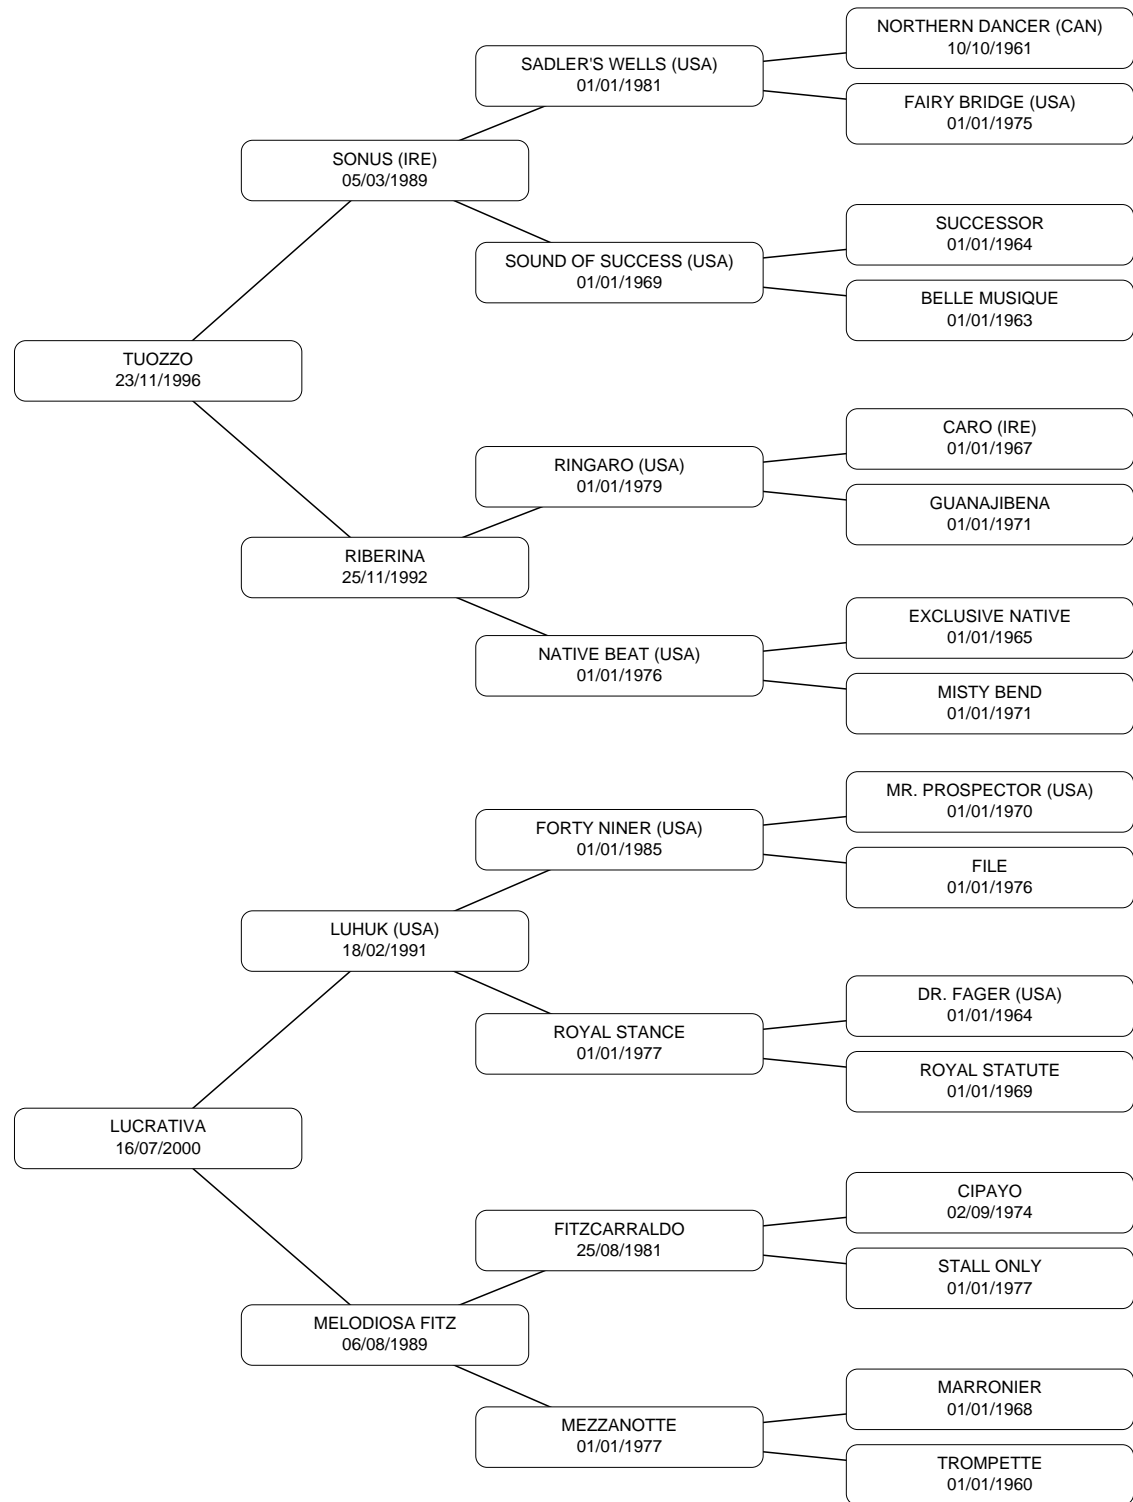 NORTHERN DANCER (CAN)
10/10/1961
SADLER'S WELLS (USA)
01/01/1981
FAIRY BRIDGE (USA)
01/01/1975
SONUS (IRE)
05/03/1989
SUCCESSOR
01/01/1964
SOUND OF SUCCESS (USA)
01/01/1969
BELLE MUSIQUE
01/01/1963
TUOZZO
23/11/1996
CARO (IRE)
01/01/1967
RINGARO (USA)
01/01/1979
GUANAJIBENA
01/01/1971
RIBERINA
25/11/1992
EXCLUSIVE NATIVE
01/01/1965
NATIVE BEAT (USA)
01/01/1976
MISTY BEND
01/01/1971
MR. PROSPECTOR (USA)
01/01/1970
FORTY NINER (USA)
01/01/1985
FILE
01/01/1976
LUHUK (USA)
18/02/1991
DR. FAGER (USA)
01/01/1964
ROYAL STANCE
01/01/1977
ROYAL STATUTE
01/01/1969
LUCRATIVA
16/07/2000
CIPAYO
02/09/1974
FITZCARRALDO
25/08/1981
STALL ONLY
01/01/1977
MELODIOSA FITZ
06/08/1989
MARRONIER
01/01/1968
MEZZANOTTE
01/01/1977
TROMPETTE
01/01/1960